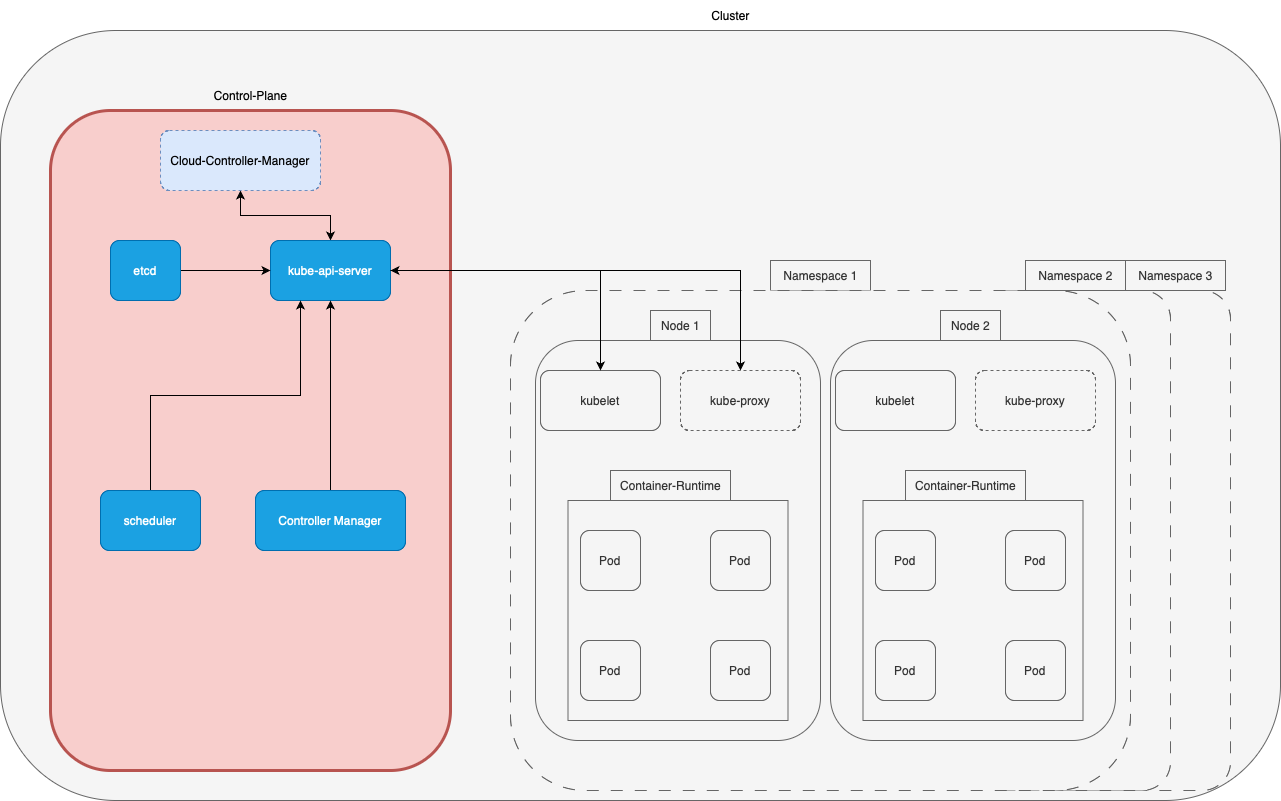 Cluster
Control-Plane
Cloud-Controller-Manager
etcd
kube-api-server
scheduler
Controller Manager
Namespace 1
Namespace 2
Namespace 3
Node 1
kubelet
kube-proxy
Container-Runtime
Pod
Pod
Pod
Pod
Node 2
kubelet
kube-proxy
Container-Runtime
Pod
Pod
Pod
Pod